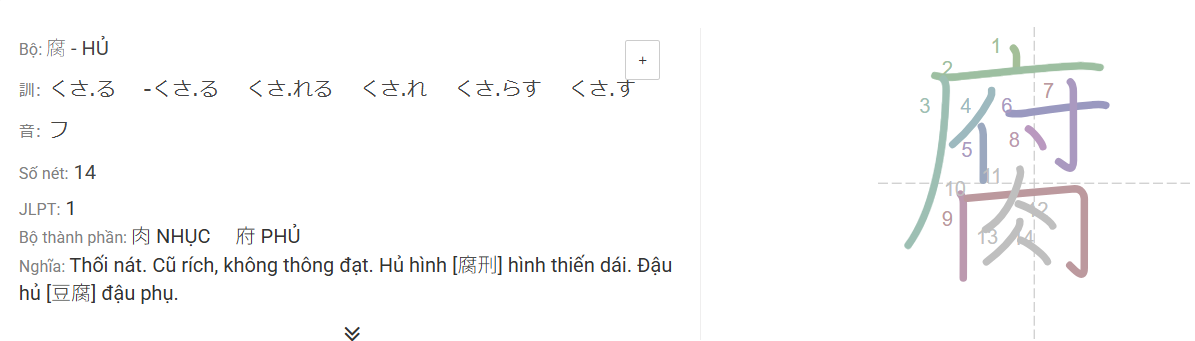 Bộ: 腐 - HỦ
+
訓: くさ.る -くさ.る くさ.れる くさ.れ くさ.らす くさ.す
音: フ
Số nét: 14
JLPT: 1
Bộ thành phần: 肉 NHỤC 府 PHỦ
Nghĩa: Thối nát. Cũ rích, không thông đạt. Hủ hình [腐刑] hình thiến dái. Đậu
hủ [豆腐] đậu phụ.
腐
1
2
3
4
5
6
7
8
9
10
11
12
13
14